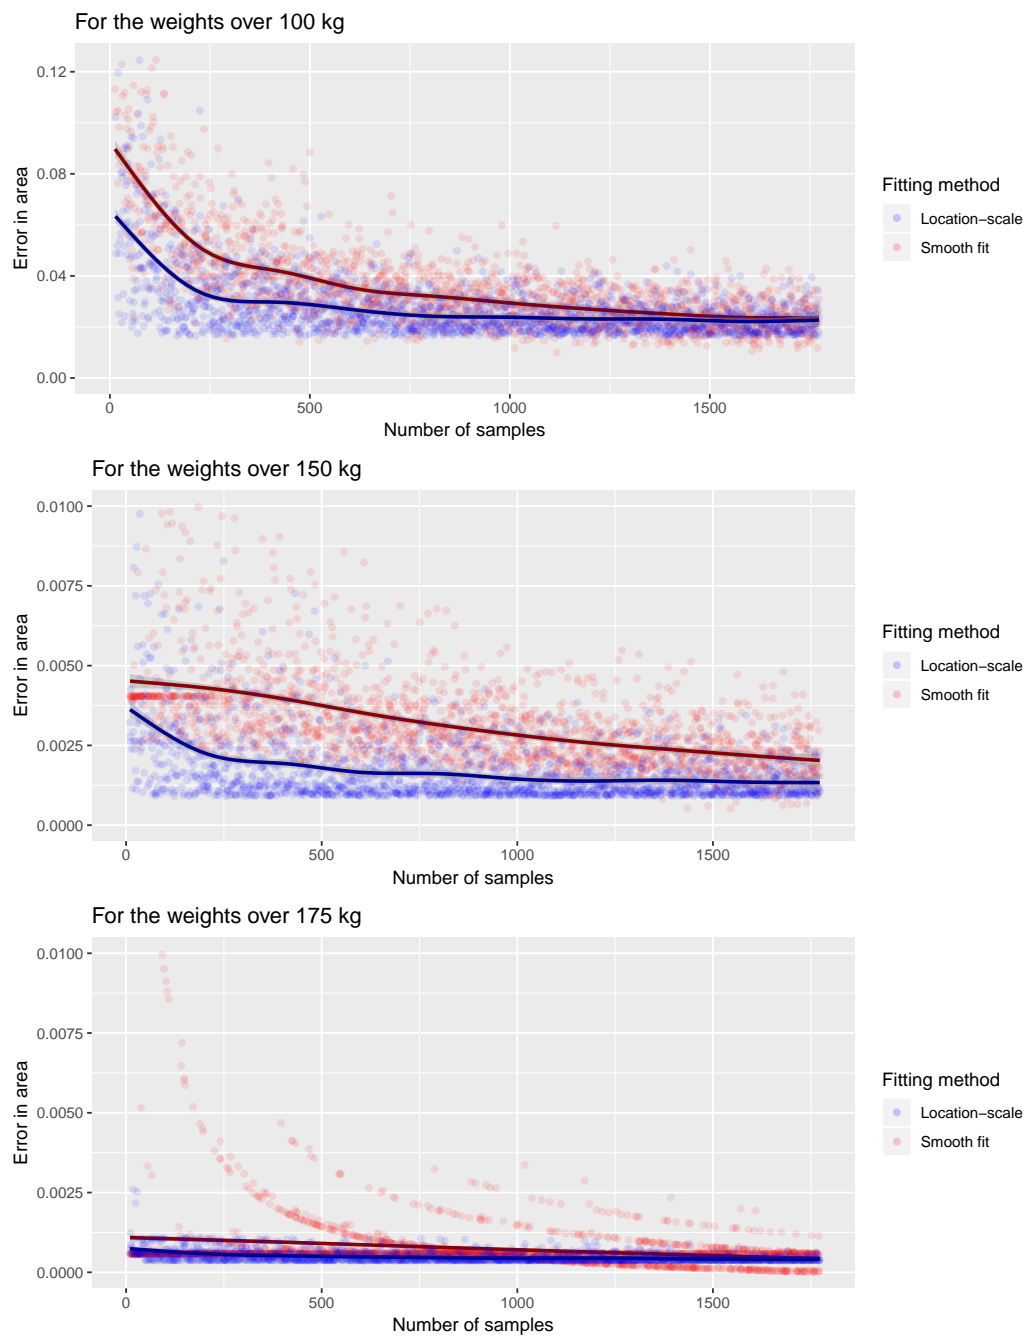 For the weights over 100 kg
0.12
0.08
0.04
0.00
Error in area
0
500
1000
1500
Number of samples
Fitting method
Location−scale
Smooth fit
For the weights over 150 kg
0.0100
0.0075
0.0050
0.0025
0.0000
Error in area
0
500
1000
1500
Number of samples
Fitting method
Location−scale
Smooth fit
For the weights over 175 kg
0.0100
0.0075
0.0050
0.0025
0.0000
Error in area
0
500
1000
1500
Number of samples
Fitting method
Location−scale
Smooth fit